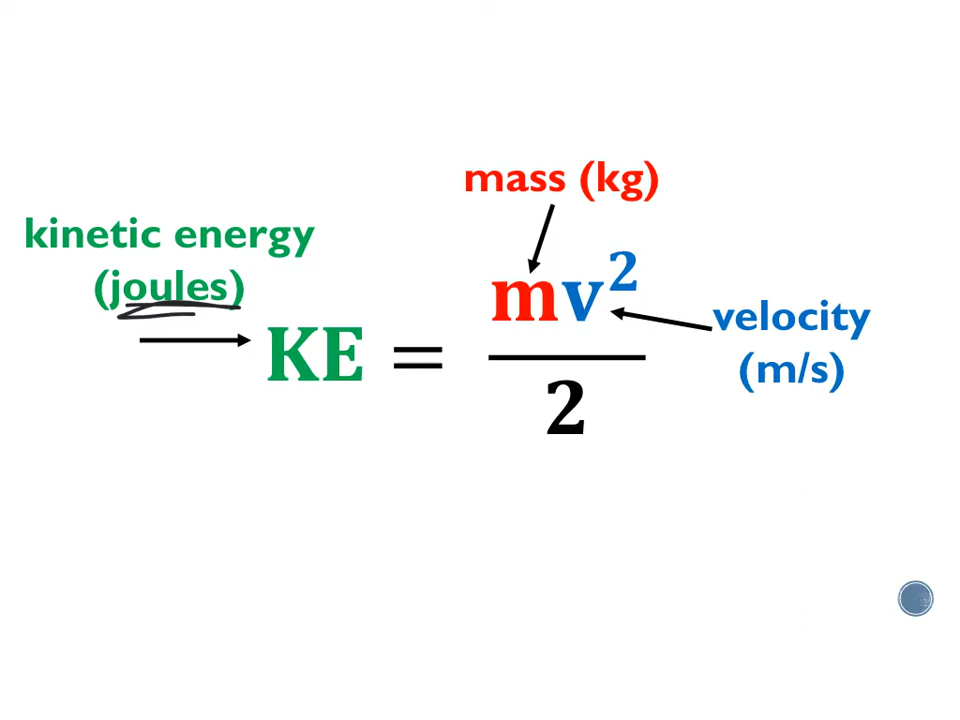 mass (kg)
kinetic energy
(joules)
KE = mv²/2
velocity
(m/s)